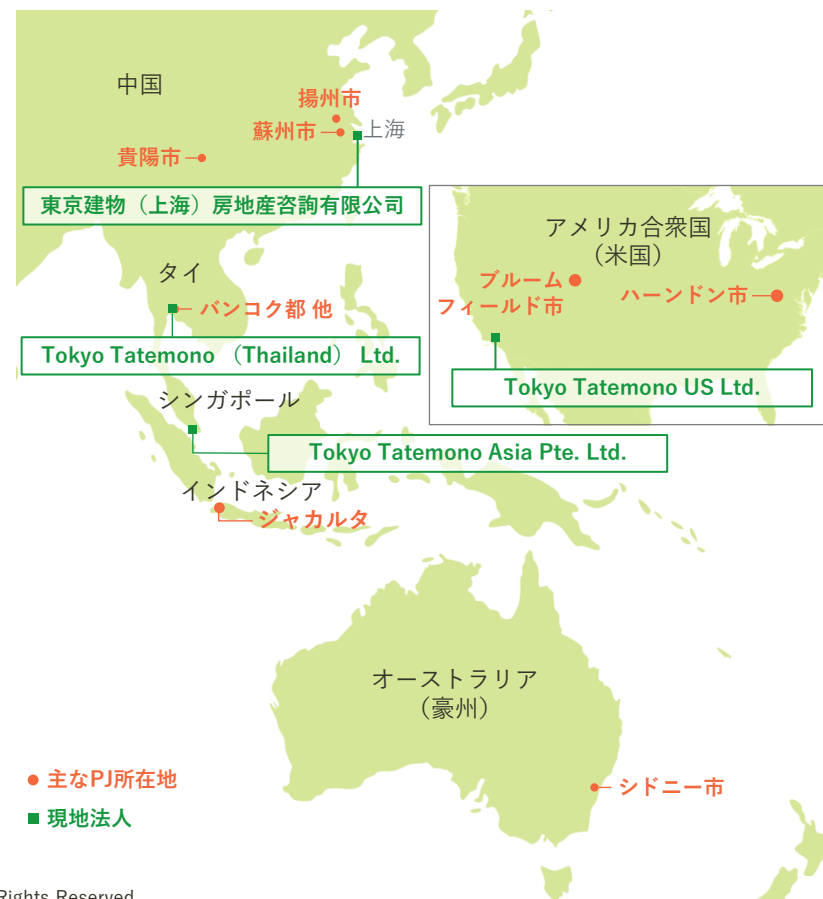 中国
揚州市
蘇州市
上海
貴陽市
東京建物（上海）房地産咨詢有限公司
アメリカ合衆国
（米国）
ブルーム
フィールド市
ハーンドン市
Tokyo Tatemono US Ltd.
タイ
バンコク都 他
Tokyo Tatemono （Thailand） Ltd.
シンガポール
Tokyo Tatemono Asia Pte. Ltd.
インドネシア
ジャカルタ
オーストラリア
（豪州）
シドニー市
主なPJ所在地
現地法人
Rights Reserved